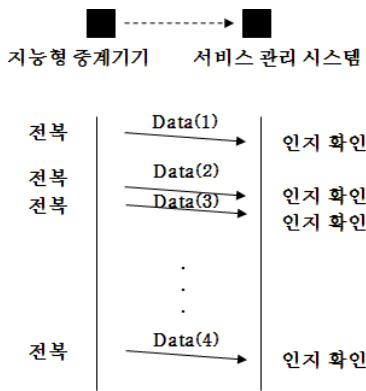 지능형 중계기기 서비스 관리 시스템
전복 Data(1) 인지 확인
전복 Data(2) 인지 확인
전복 Data(3) 인지 확인
전복 Data(4) 인지 확인